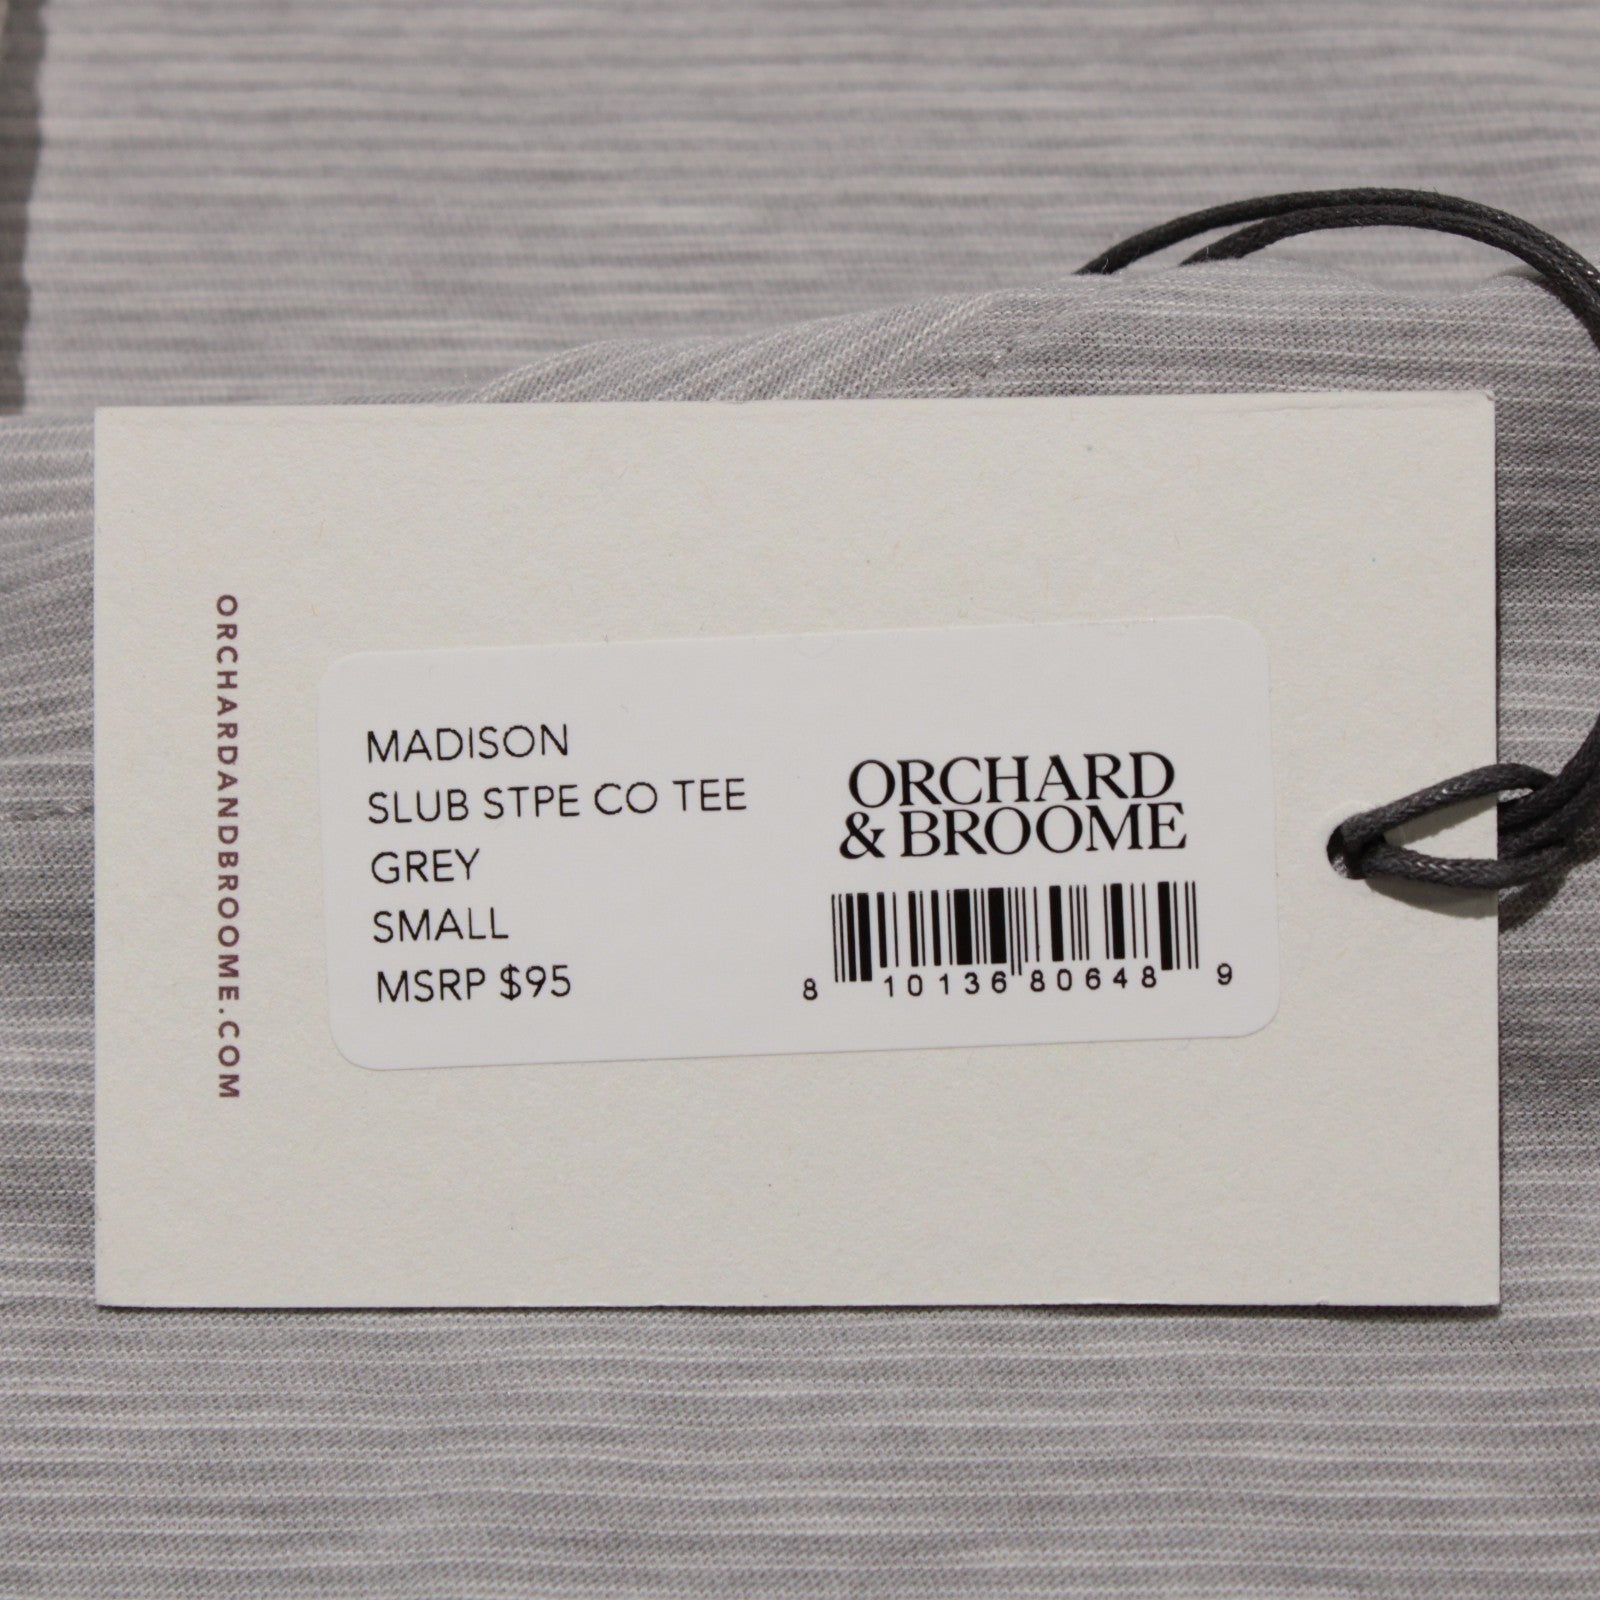 ORCHARDANDBROOME.COM
MADISON
SLUB STPE CO TEE
GREY
SMALL
MSRP $95
ORCHARD
& BROOME
8 10136 80648 9